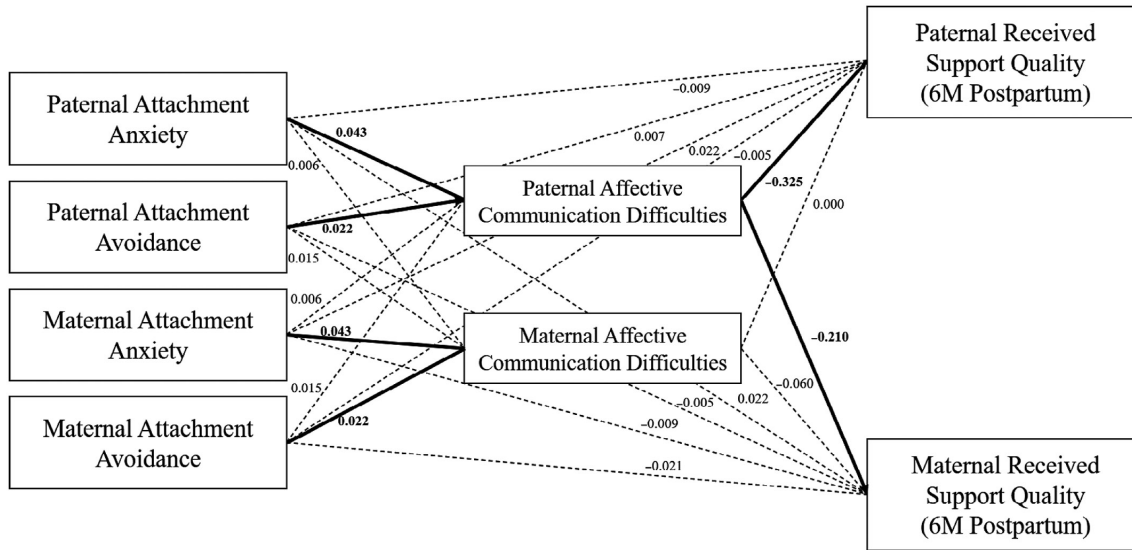 Paternal Received
Support Quality
(6M Postpartum)
Paternal Attachment
Anxiety
−0.009
0.043
0.007
0.022
−0.005
0.006
Paternal Affective
Communication Difficulties
−0.325
0.000
Paternal Attachment
Avoidance
0.022
0.015
Maternal Attachment
Anxiety
0.006
0.043
Maternal Affective
Communication Difficulties
−0.210
0.015
−0.060
Maternal Attachment
Avoidance
0.022
−0.005
0.022
−0.009
−0.021
Maternal Received
Support Quality
(6M Postpartum)